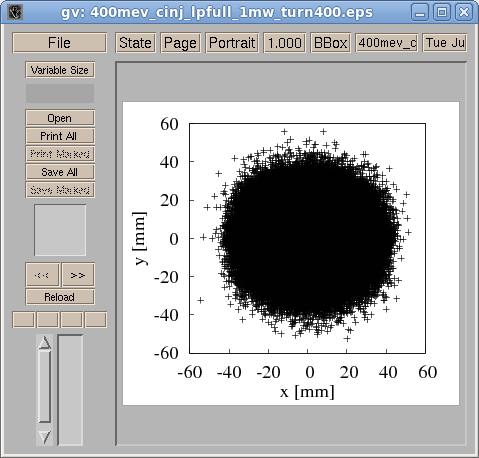 gv: 400mev_cinj_lpfull_1mw_turn400.eps
File State Page Portrait 1.000 BBox 400mev_c Tue Ju
Variable Size
Open
Print All
Print Marked
Save All
Save Marked
<< >>
Reload
60
40
20
0
-20
-40
-60
y [mm]
-60 -40 -20 0 20 40 60
x [mm]